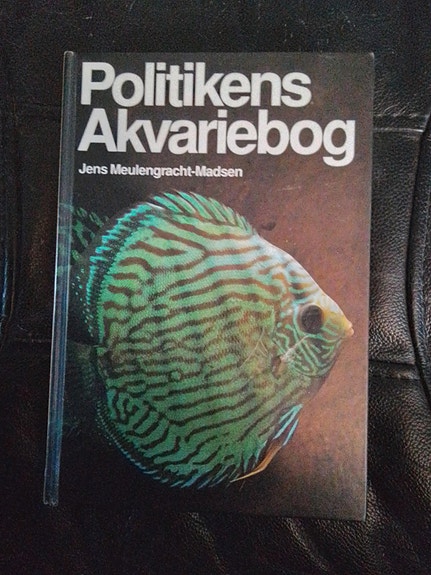 Politikens
Akvariebog
Jens Meulengracht-Madsen